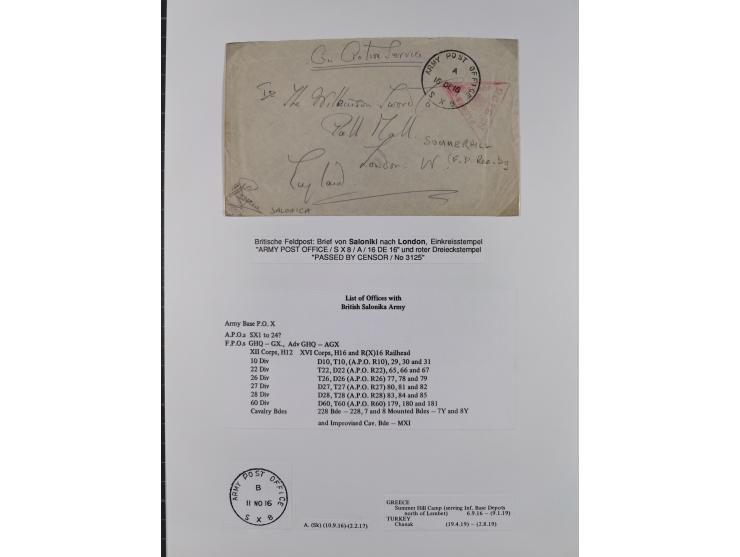 On Active Service
ARMY POST OFFICE
A
16 DE 16
S X 8
To The Wilkinson Sword Co
Pall Mall
SOMMERHILL
London W.
England
SALONICA
Britische Feldpost: Brief von Saloniki nach London, Einkreisstempel
"ARMY POST OFFICE / S X 8 / A / 16 DE 16" und roter Dreieckstempel
"PASSED BY CENSOR / No 3125"
List of Offices with
British Salonika Army
Army Base P.O. X
A.P.O.s SX1 to 24?
F.P.O.s GHQ – GX., Adv GHQ – AGX
XII Corps, H12 XVI Corps, H16 and R(X)16 Railhead
10 Div D10, T10, (A.P.O. R10), 29, 30 and 31
22 Div T22, D22 (A.P.O. R22), 65, 66 and 67
26 Div T26, D26 (A.P.O. R26) 77, 78 and 79
27 Div D27, T27 (A.P.O. R27) 80, 81 and 82
28 Div D28, T28 (A.P.O. R28) 83, 84 and 85
60 Div D60, T60 (A.P.O. R60) 179, 180 and 181
Cavalry Bdes 228 Bde – 228, 7 and 8 Mounted Bdes – 7Y and 8Y
and Improvised Cav. Bde – MXI
ARMY POST OFFICE
B
11 NO 16
S X 8
A. (Sk) (10.9.16)-(2.2.17)
GREECE
Summer Hill Camp (serving Inf. Base Depots
north of Lembet) 6.9.16 – (9.1.19)
TURKEY
Chanak (19.4.19) – (2.8.19)